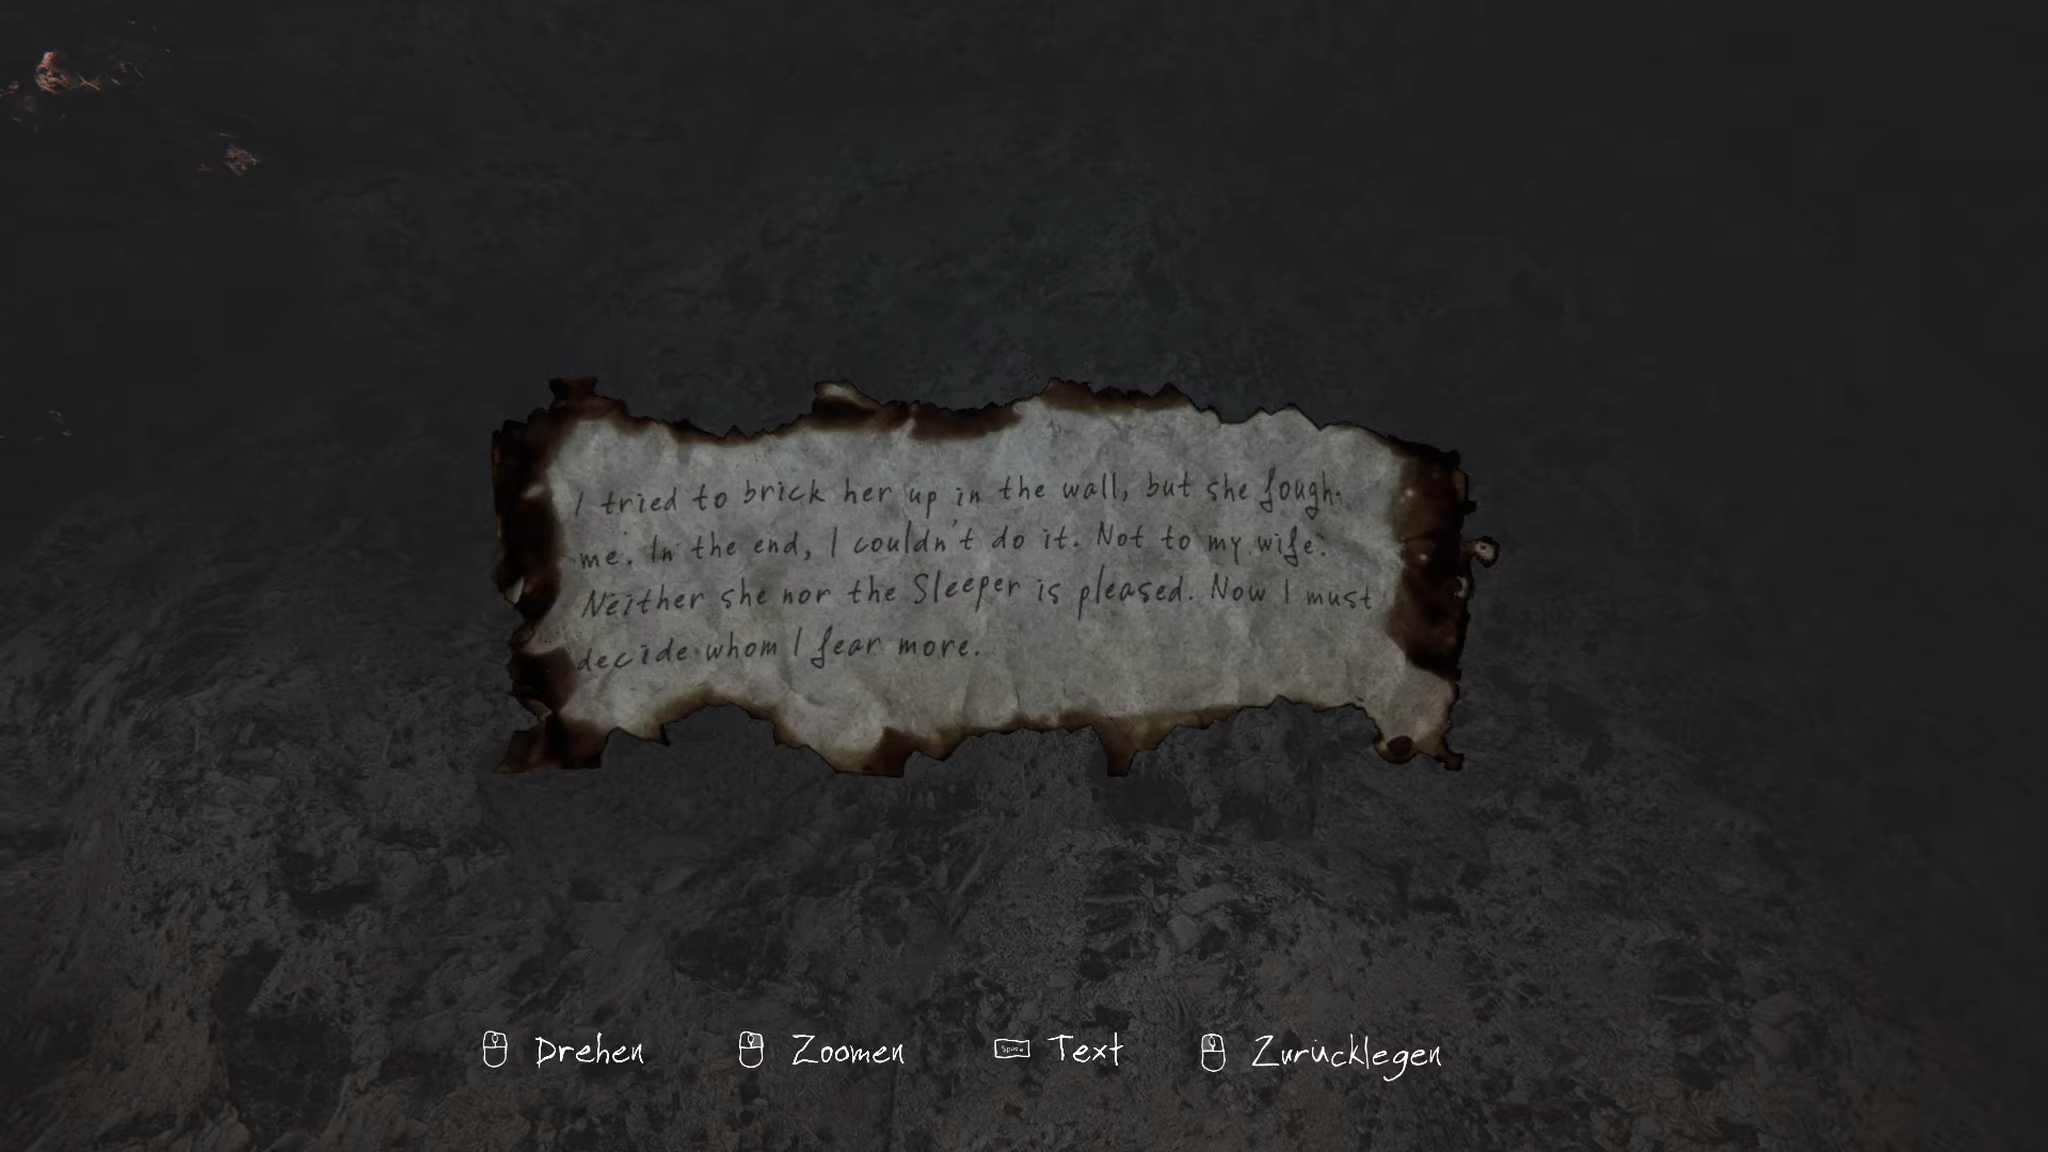 I tried to brick her up in the wall, but she fough
me. In the end, I couldn't do it. Not to my wife.
Neither she nor the Sleeper is pleased. Now I must
decide whom I fear more.
Drehen Zoomen Space Text Zurücklegen